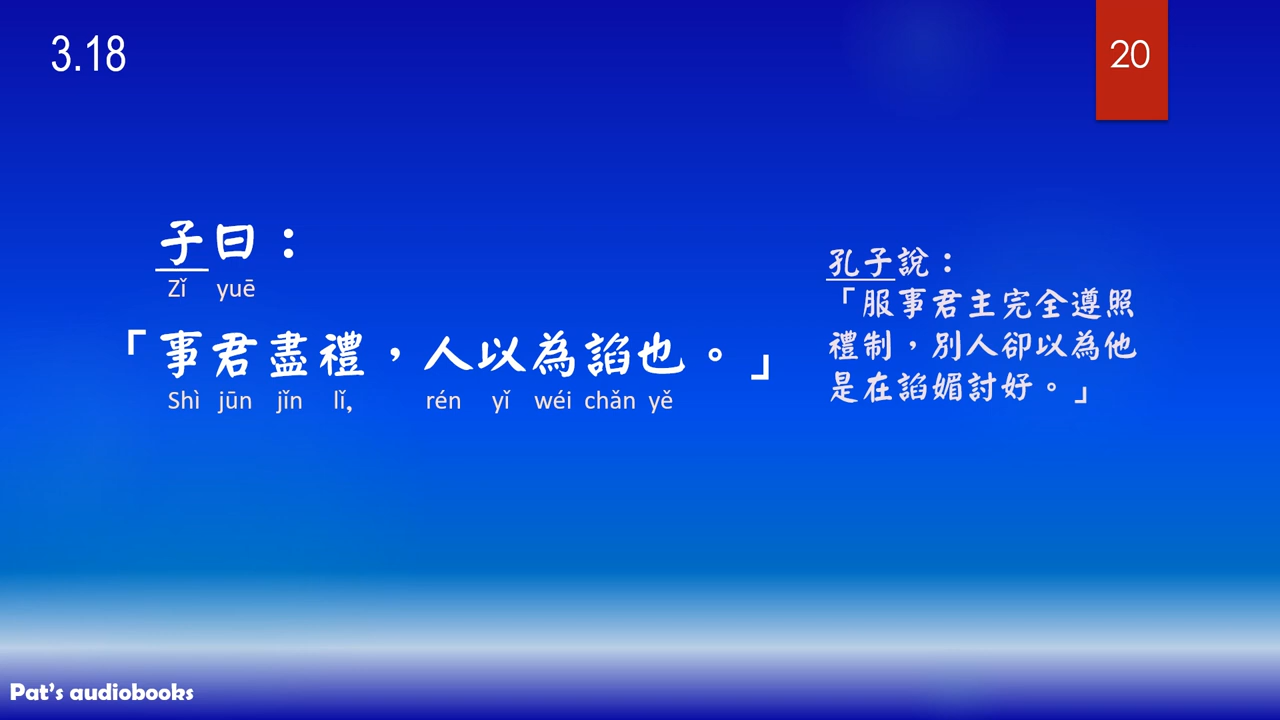 3.18
20
子曰：
Zǐ yuē
「事君盡禮，人以為諂也。」
Shì jūn jǐn lǐ, rén yǐ wéi chǎn yě
孔子說：
「服事君主完全遵照
禮制，別人卻以為他
是在諂媚討好。」
Pat's audiobooks